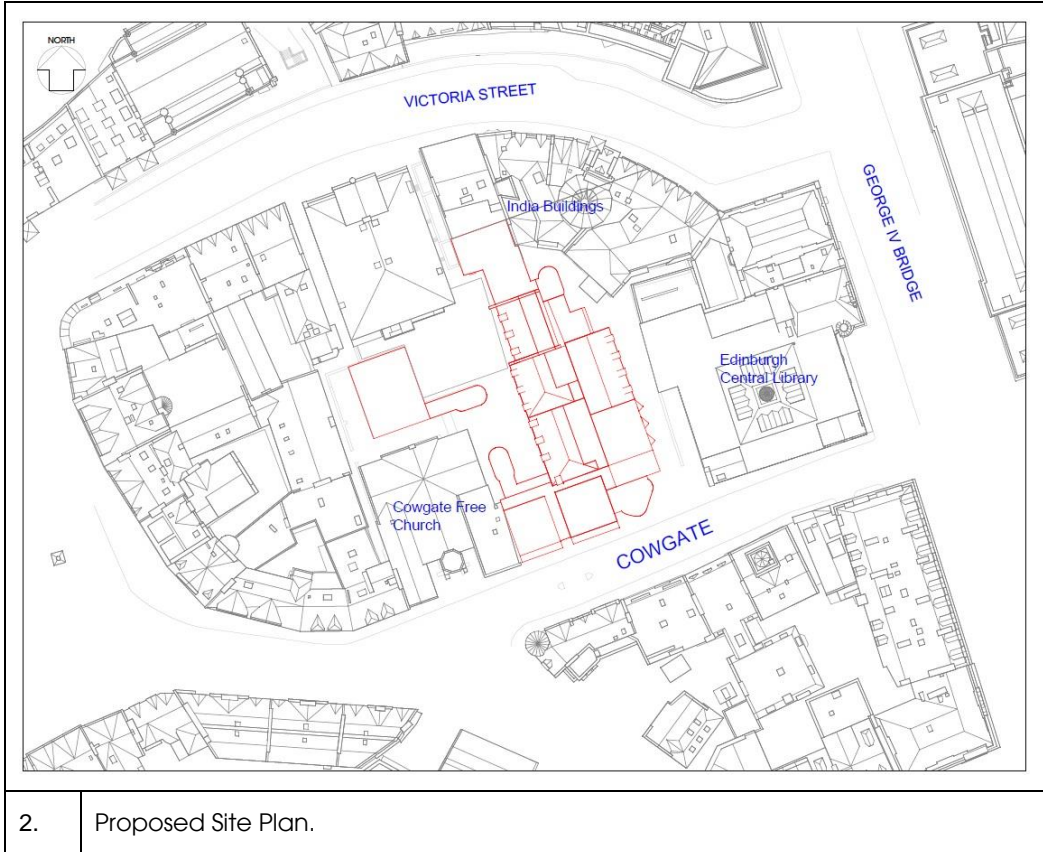 NORTH
VICTORIA STREET
India Buildings
GEORGE IV BRIDGE
Edinburgh
Central Library
Cowgate Free
Church
COWGATE
2. Proposed Site Plan.